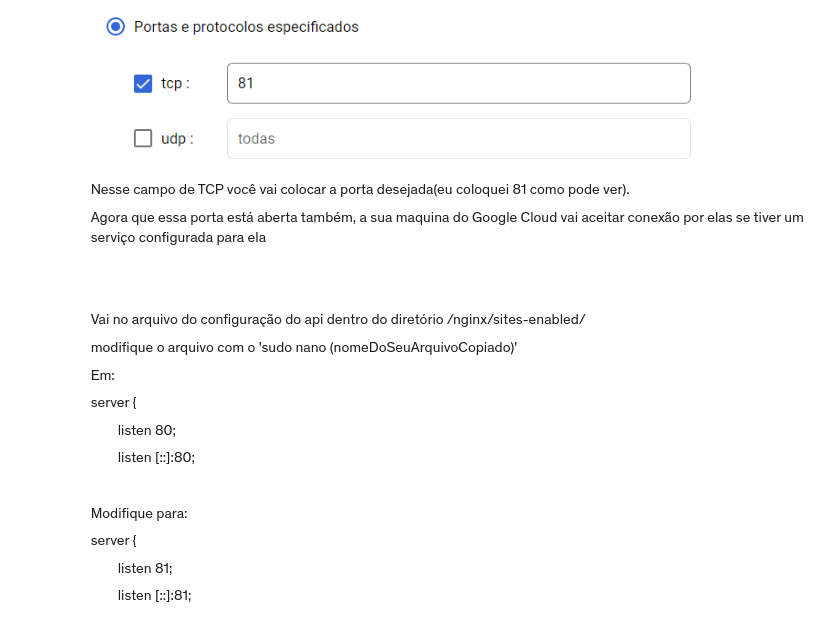 Portas e protocolos especificados
tcp : 81
udp : todas
Nesse campo de TCP você vai colocar a porta desejada(eu coloquei 81 como pode ver).
Agora que essa porta está aberta também, a sua maquina do Google Cloud vai aceitar conexão por elas se tiver um
serviço configurada para ela
Vai no arquivo do configuração do api dentro do diretório /nginx/sites-enabled/
modifique o arquivo com o 'sudo nano (nomeDoSeuArquivoCopiado)'
Em:
server {
listen 80;
listen [::]:80;
Modifique para:
server {
listen 81;
listen [::]:81;